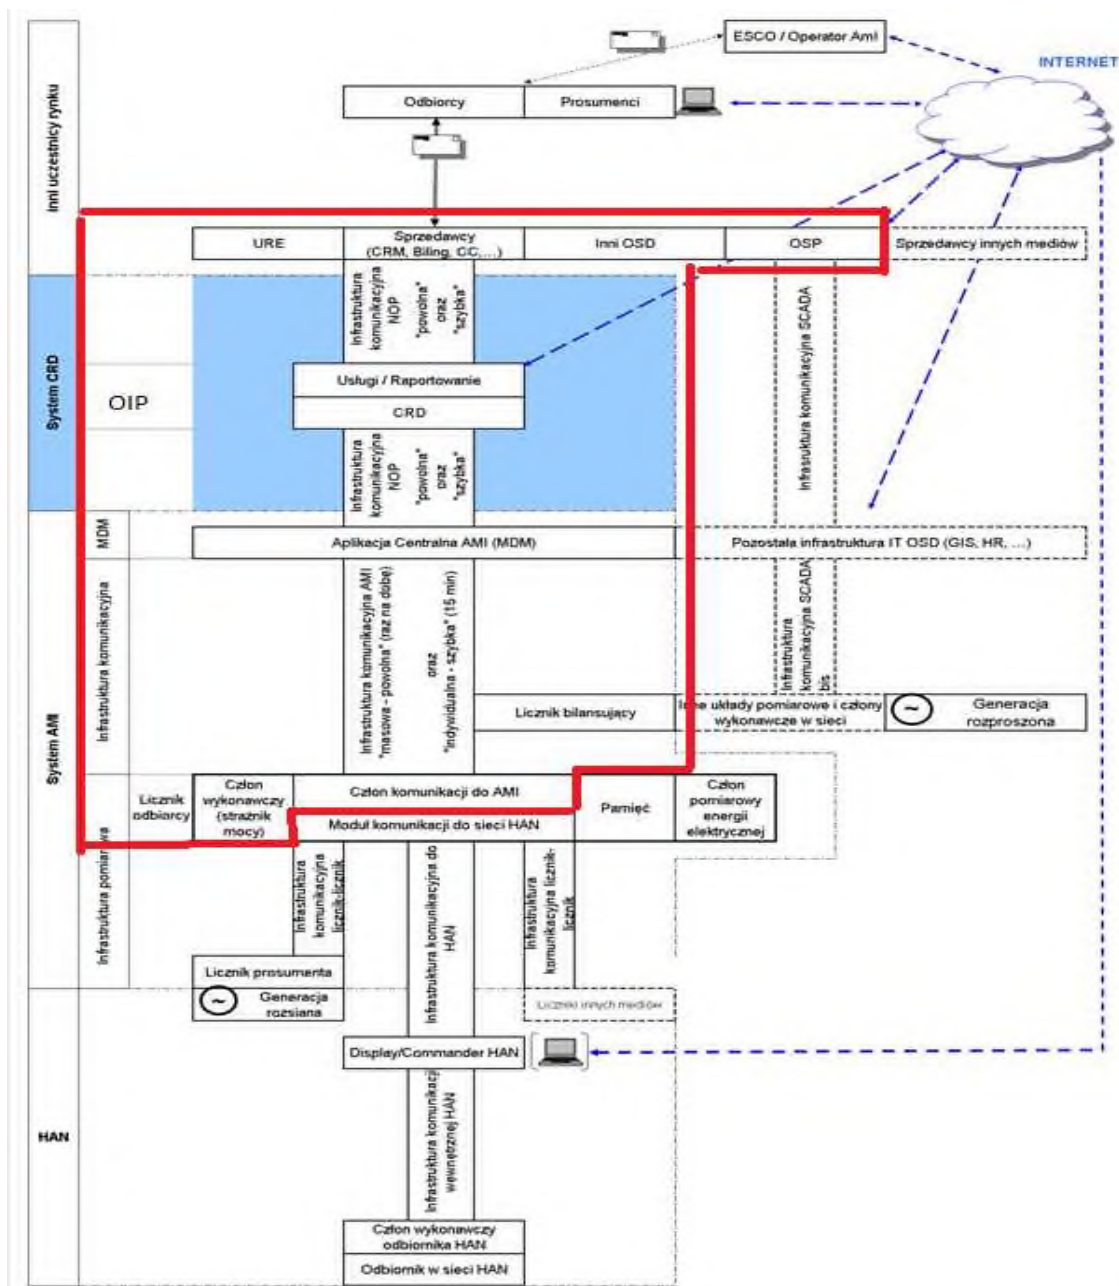 ESCO / Operator AmI
INTERNET
Odbiorcy
Prosumenci
Inni uczestnicy rynku
URE
Sprzedawcy
(CRM, Biling, CC,...)
Inni OSD
OSP
Sprzedawcy innych mediów
System CRD
OIP
Infrastruktura
komunikacyjna
NOP
"powolna"
oraz
"szybka"
Usługi / Raportowanie
CRD
Infrastruktura
komunikacyjna
NOP
"powolna"
oraz
"szybka"
Infrasruktura komunikacyjna SCADA
System AMI
MDM
Aplikacja Centralna AMI (MDM)
Pozostała infrastruktura IT OSD (GIS, HR, ...)
Infrastruktura komunikacyjna
Infrastruktura komunikacyjna AMI
"masowa - powolna" (raz na dobę)
oraz
"indywidualna - szybka" (15 min)
Infrastruktura
komunikacyjna SCADA
bis
Licznik bilansujący
Inne układy pomiarowe i człony
wykonawcze w sieci
Generacja
rozproszona
Infrastruktura pomiarowa
Licznik
odbiorcy
Człon
wykonawczy
(strażnik
mocy)
Człon komunikacji do AMI
Moduł komunikacji do sieci HAN
Pamięć
Człon
pomiarowy
energii
elektrycznej
Infrastruktura
komunikacyjna
licznik-licznik
Infrastruktura komunikacyjna do
HAN
Infrastruktura
komunikacyjna licznik-
licznik
Licznik prosumenta
Generacja
rozsiana
Liczniki innych mediów
HAN
Display/Commander HAN
Infrastruktura komunikacji
wewnętrznej HAN
Człon wykonawczy
odbiornika HAN
Odbiornik w sieci HAN